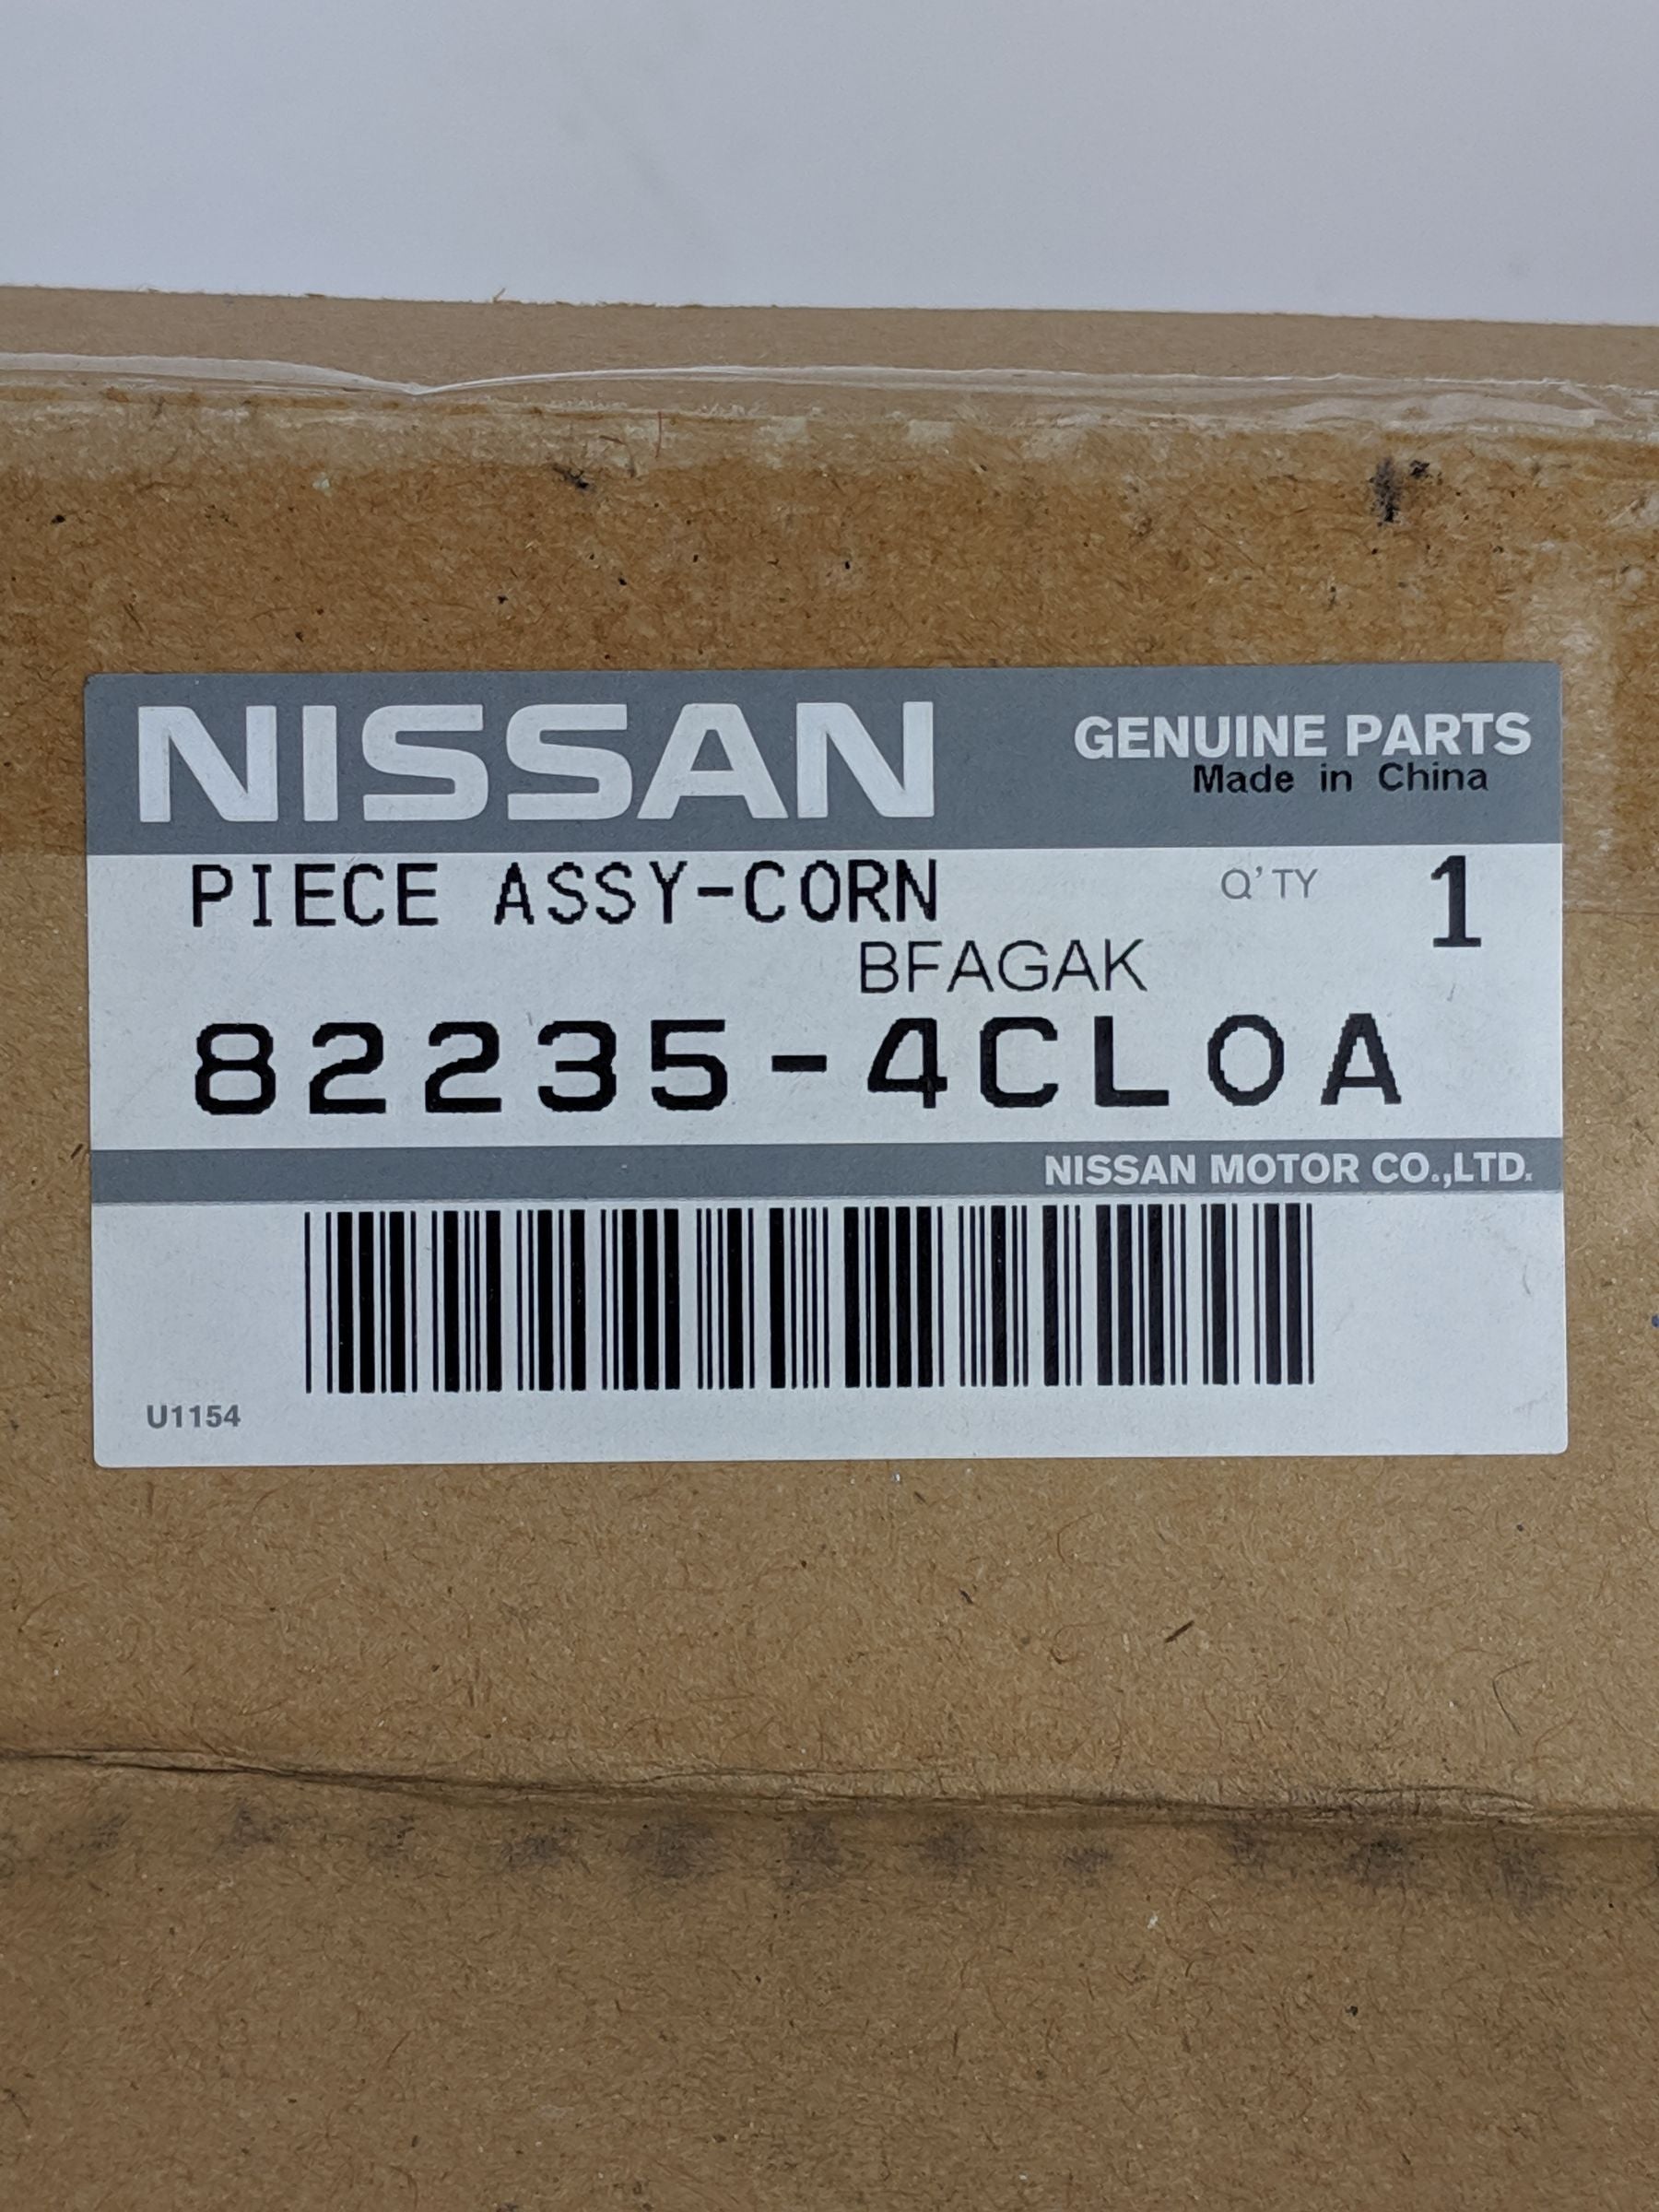 NISSAN
GENUINE PARTS
Made in China
PIECE ASSY-CORN
Q'TY 1
BFAGAK
82235-4CL0A
NISSAN MOTOR CO.,LTD.
U1154